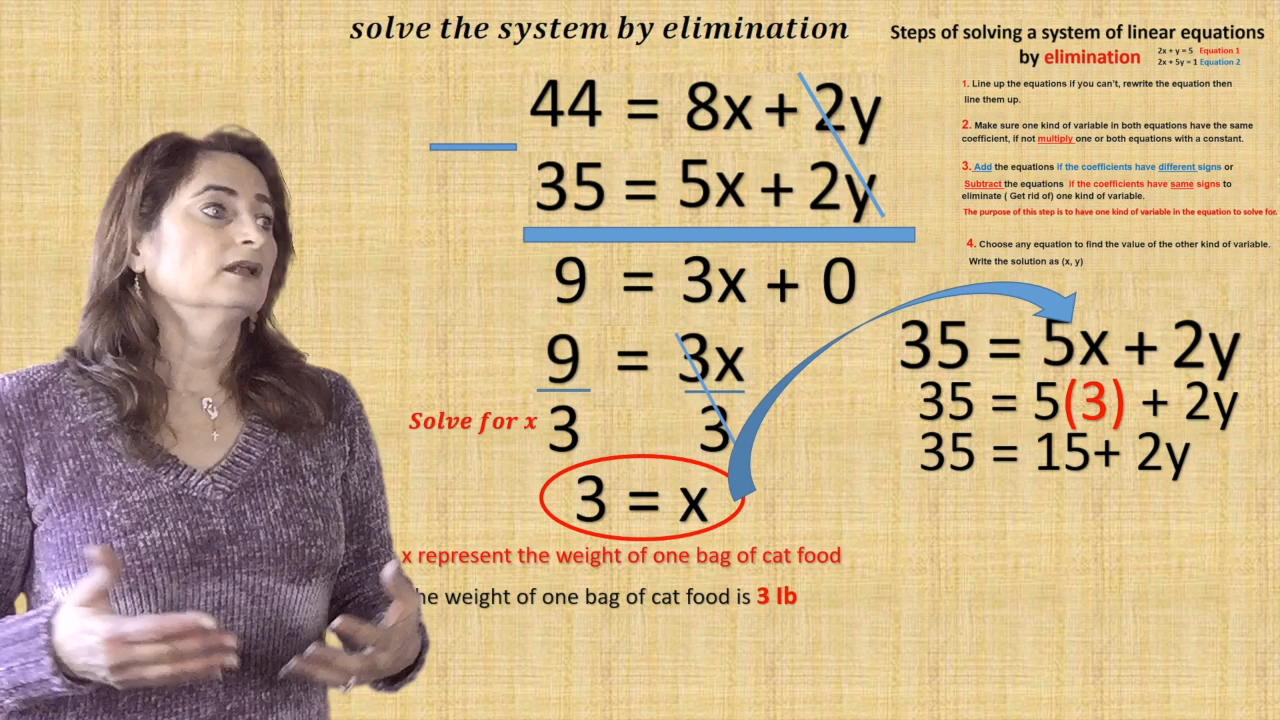 solve the system by elimination
44 = 8x + 2y
35 = 5x + 2y
9 = 3x + 0
9 = 3x
3 3
Solve for x
3 = x
x represent the weight of one bag of cat food
he weight of one bag of cat food is 3 lb
Steps of solving a system of linear equations
by elimination
2x + y = 5 Equation 1
2x + 5y = 1 Equation 2
1. Line up the equations if you can't, rewrite the equation then
line them up.
2. Make sure one kind of variable in both equations have the same
coefficient, if not multiply one or both equations with a constant.
3. Add the equations if the coefficients have different signs or
Subtract the equations if the coefficients have same signs to
eliminate ( Get rid of) one kind of variable.
The purpose of this step is to have one kind of variable in the equation to solve for.
4. Choose any equation to find the value of the other kind of variable.
Write the solution as (x, y)
35 = 5x + 2y
35 = 5(3) + 2y
35 = 15+ 2y